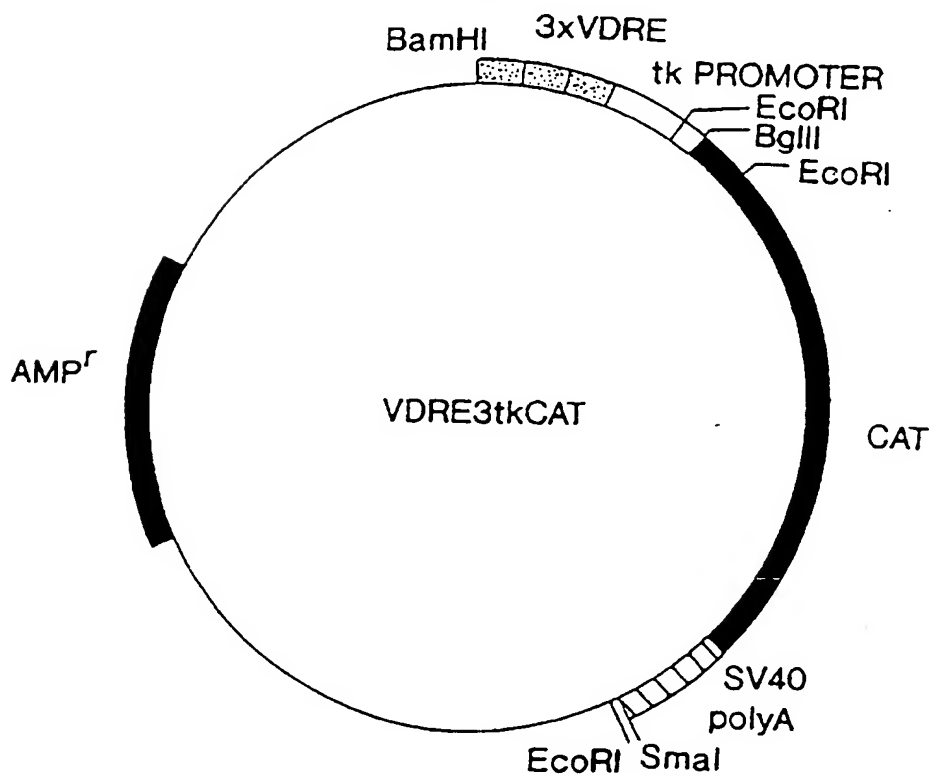 3xVDRE
BamHI
tk PROMOTER
EcoRI
BglII
EcoRI
AMPʳ
VDRE3tkCAT
CAT
SV40
polyA
EcoRI SmaI